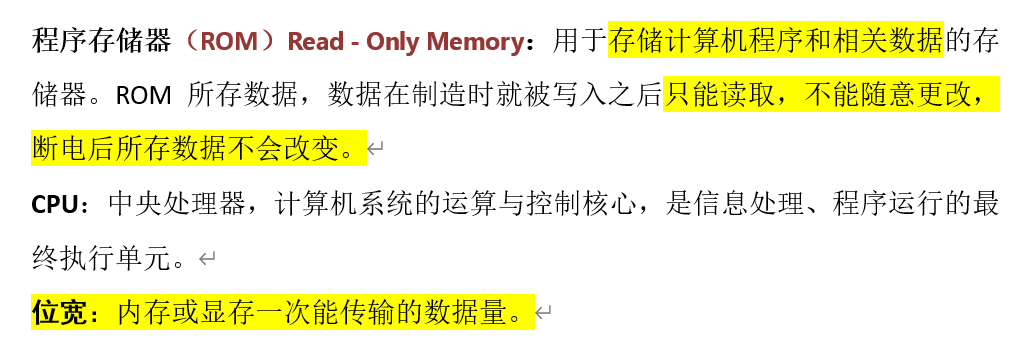 程序存储器（ROM）Read - Only Memory：用于存储计算机程序和相关数据的存
储器。ROM 所存数据，数据在制造时就被写入之后只能读取，不能随意更改，
断电后所存数据不会改变。↵
CPU：中央处理器，计算机系统的运算与控制核心，是信息处理、程序运行的最
终执行单元。↵
位宽：内存或显存一次能传输的数据量。↵